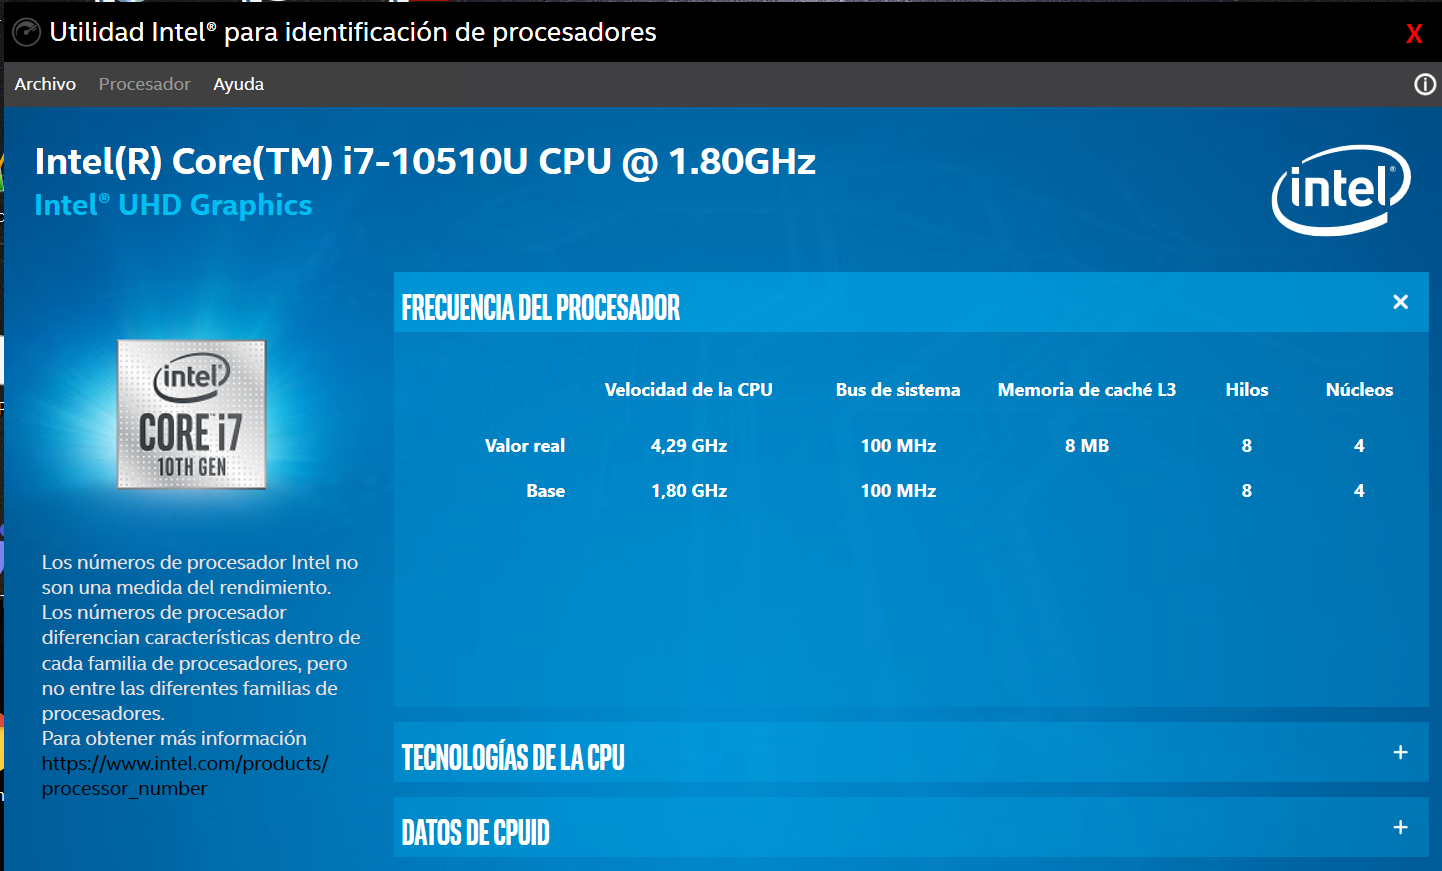 Utilidad Intel® para identificación de procesadores
X
Archivo Procesador Ayuda
Intel(R) Core(TM) i7-10510U CPU @ 1.80GHz
Intel® UHD Graphics
intel®
FRECUENCIA DEL PROCESADOR
Velocidad de la CPU Bus de sistema Memoria de caché L3 Hilos Núcleos
Valor real 4,29 GHz 100 MHz 8 MB 8 4
Base 1,80 GHz 100 MHz 8 4
intel
CORE™ i7
10TH GEN
Los números de procesador Intel no
son una medida del rendimiento.
Los números de procesador
diferencian características dentro de
cada familia de procesadores, pero
no entre las diferentes familias de
procesadores.
Para obtener más información
https://www.intel.com/products/
processor_number
TECNOLOGÍAS DE LA CPU +
DATOS DE CPUID +